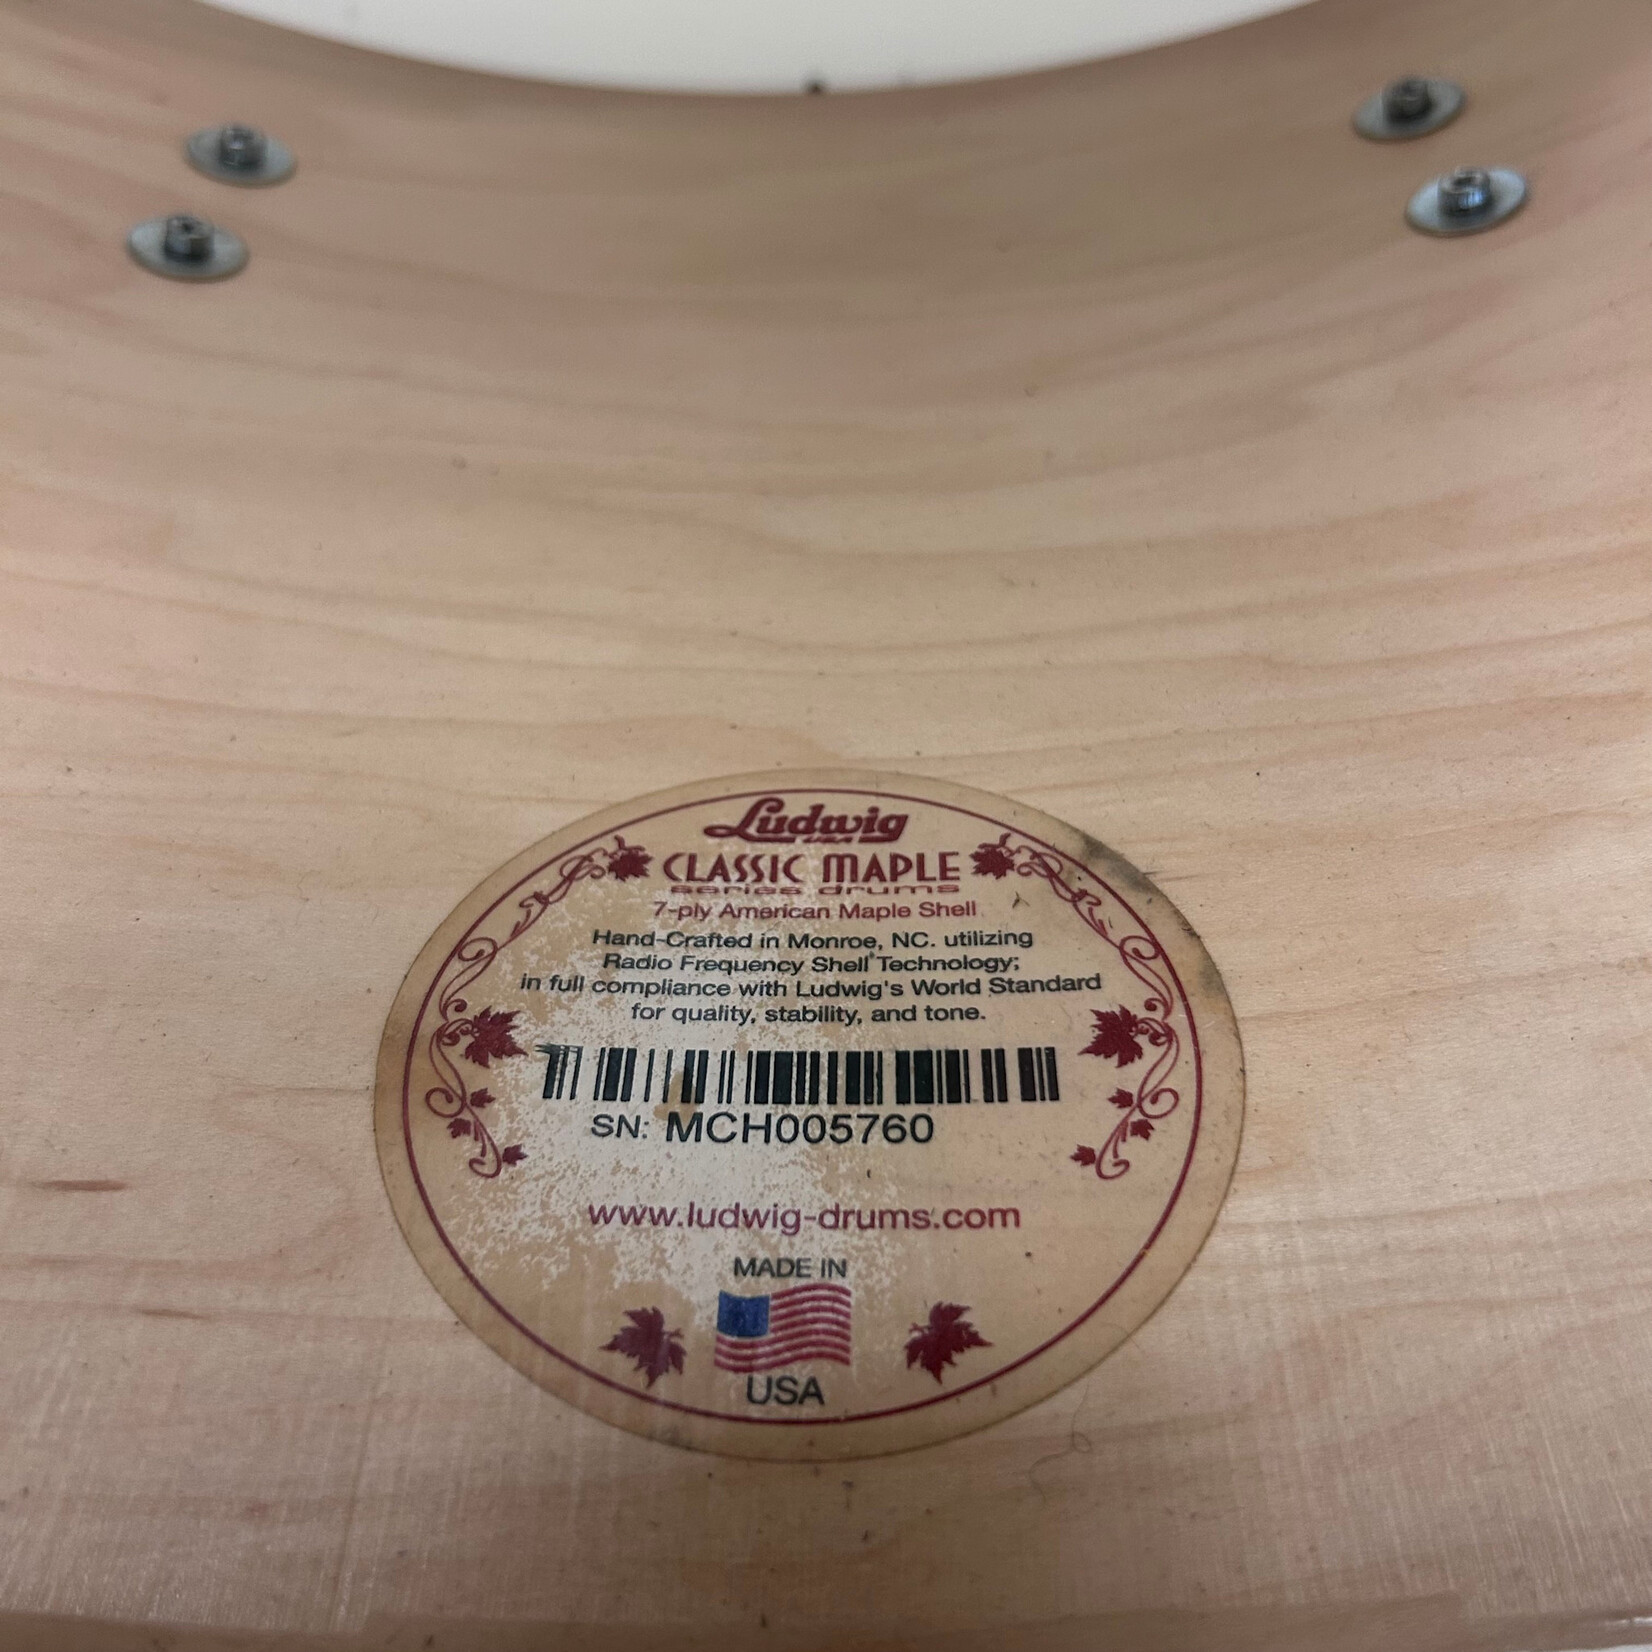 Ludwig
USA
CLASSIC MAPLE
series drums
7-ply American Maple Shell
Hand-Crafted in Monroe, NC. utilizing
Radio Frequency Shell Technology;
in full compliance with Ludwig's World Standard
for quality, stability, and tone.
SN: MCH005760
www.ludwig-drums.com
MADE IN
USA